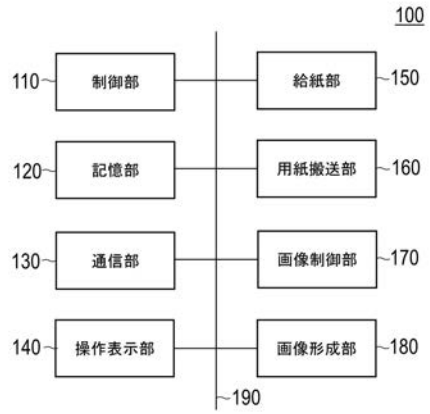 100
110 制御部 給紙部 150
120 記憶部 用紙搬送部 160
130 通信部 画像制御部 170
140 操作表示部 画像形成部 180
190